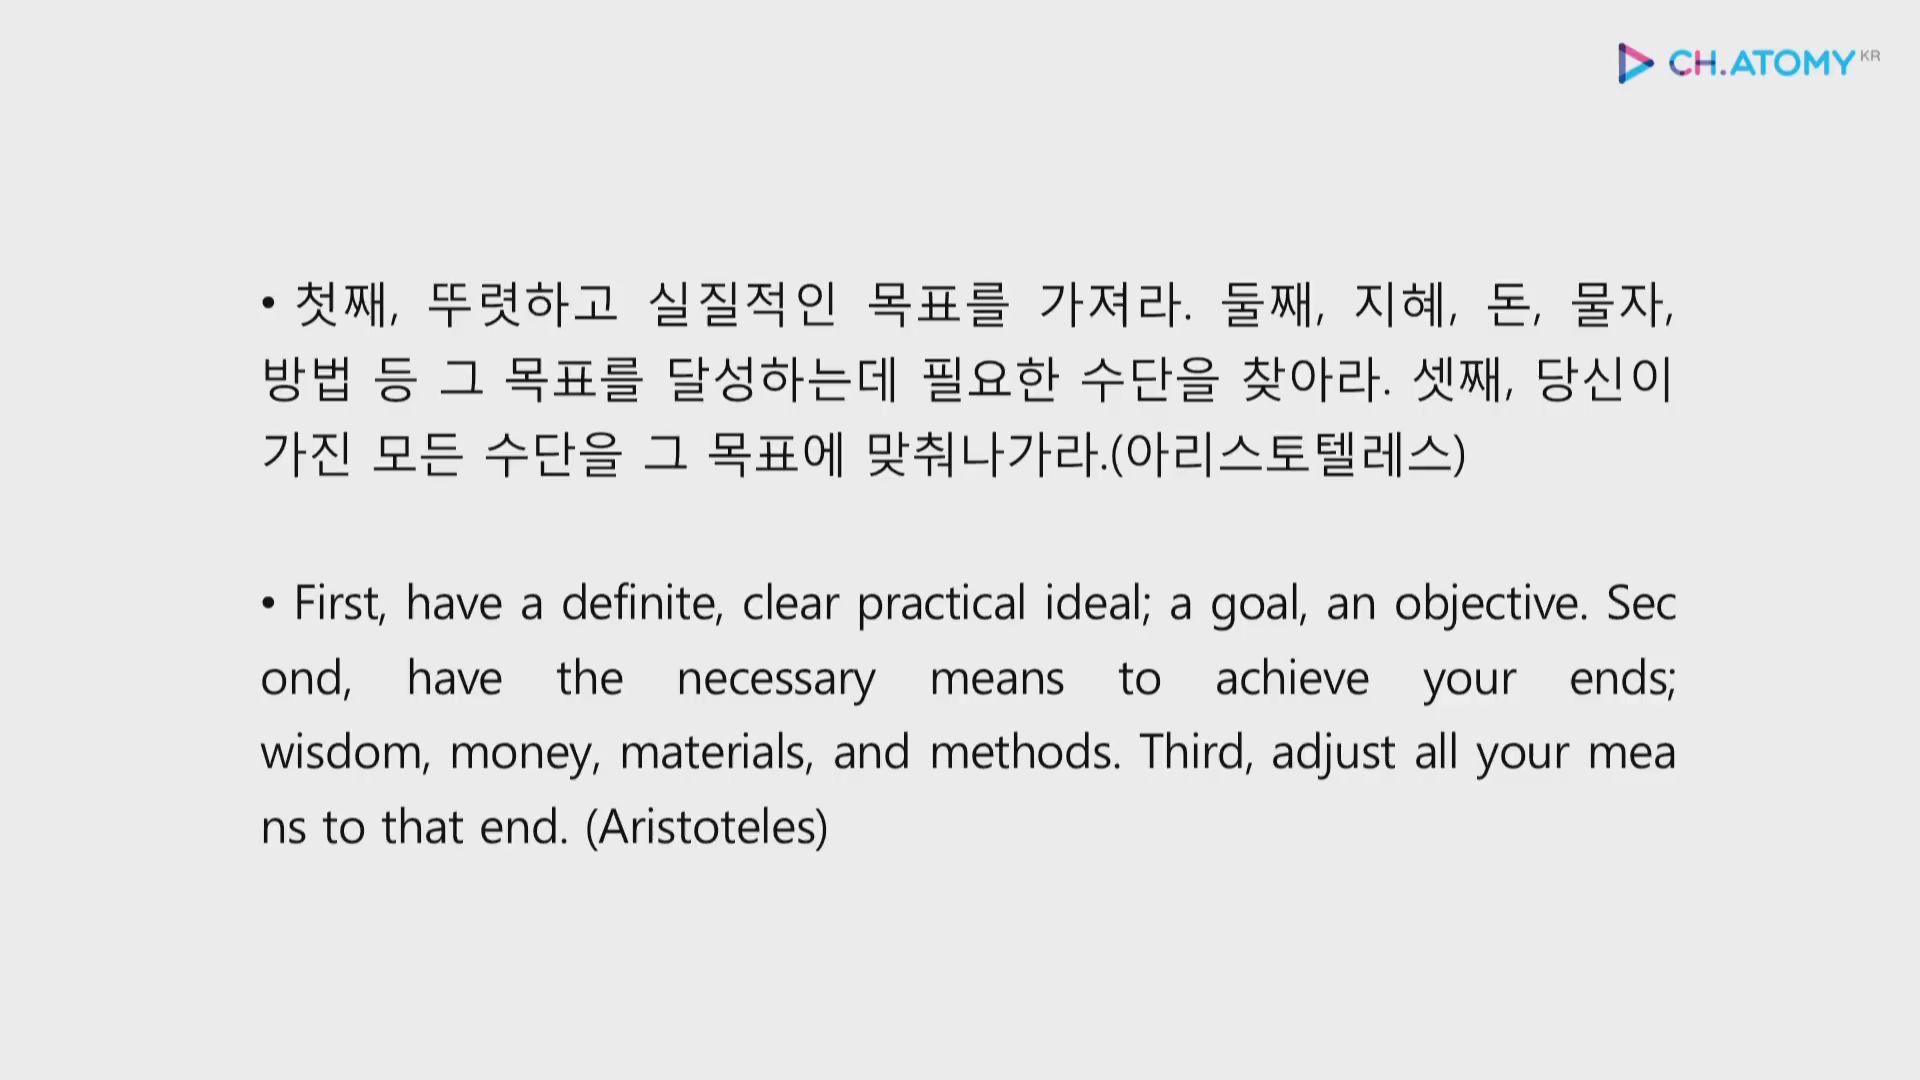 CH.ATOMY KR
• 첫째, 뚜렷하고 실질적인 목표를 가져라. 둘째, 지혜, 돈, 물자,
방법 등 그 목표를 달성하는데 필요한 수단을 찾아라. 셋째, 당신이
가진 모든 수단을 그 목표에 맞춰나가라.(아리스토텔레스)
• First, have a definite, clear practical ideal; a goal, an objective. Sec
ond, have the necessary means to achieve your ends;
wisdom, money, materials, and methods. Third, adjust all your mea
ns to that end. (Aristoteles)